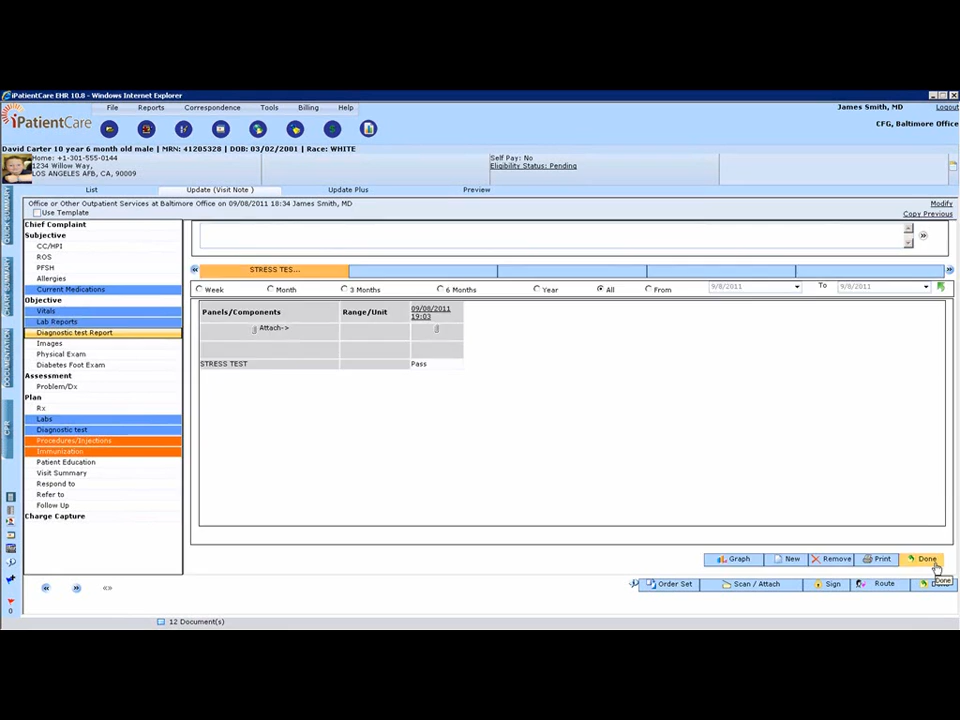 iPatientCare EHR 10.8 - Windows Internet Explorer
File Reports Correspondence Tools Billing Help
James Smith, MD Logout
iPatientCare
CFG, Baltimore Office
David Carter 10 year 6 month old male | MRN: 41205328 | DOB: 03/02/2001 | Race: WHITE
Home: +1-301-555-0144
1234 Willow Way,
LOS ANGELES AFB, CA, 90009
Self Pay: No
Eligibility Status: Pending
List Update (Visit Note ) Update Plus Preview
Office or Other Outpatient Services at Baltimore Office on 09/08/2011 18:34 James Smith, MD
Modify
Use Template
Copy Previous
QUICK SUMMARY
CHART SUMMARY
DOCUMENTATION
CPR
Chief Complaint
Subjective
CC/HPI
ROS
PFSH
Allergies
Current Medications
Objective
Vitals
Lab Reports
Diagnostic test Report
Images
Physical Exam
Diabetes Foot Exam
Assessment
Problem/Dx
Plan
Rx
Labs
Diagnostic test
Procedures/Injections
Immunization
Patient Education
Visit Summary
Respond to
Refer to
Follow Up
Charge Capture
STRESS TES...
Week Month 3 Months 6 Months Year All From 9/8/2011 To 9/8/2011
Panels/Components Range/Unit 09/08/2011
19:03
Attach->
STRESS TEST Pass
Graph New Remove Print Done
Done
Order Set Scan / Attach Sign Route
0
12 Document(s)